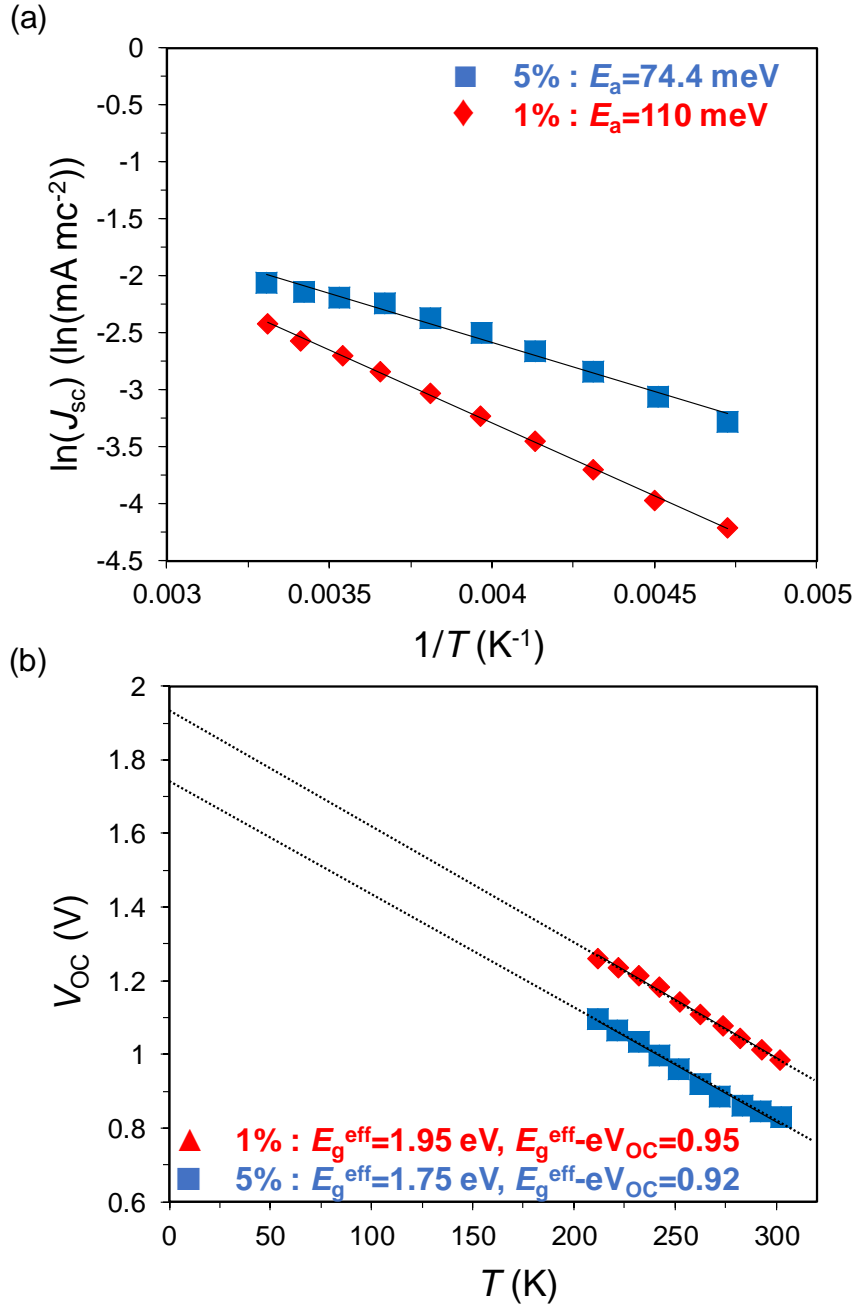 (a)
0
-0.5
-1
-1.5
-2
-2.5
-3
-3.5
-4
-4.5
ln(Jsc) (ln(mA mc-2))
5% : Ea=74.4 meV
1% : Ea=110 meV
0.003 0.0035 0.004 0.0045 0.005
1/T (K-1)
(b)
2
1.8
1.6
1.4
1.2
1
0.8
0.6
VOC (V)
1% : Egeff=1.95 eV, Egeff-eVOC=0.95
5% : Egeff=1.75 eV, Egeff-eVOC=0.92
0 50 100 150 200 250 300
T (K)